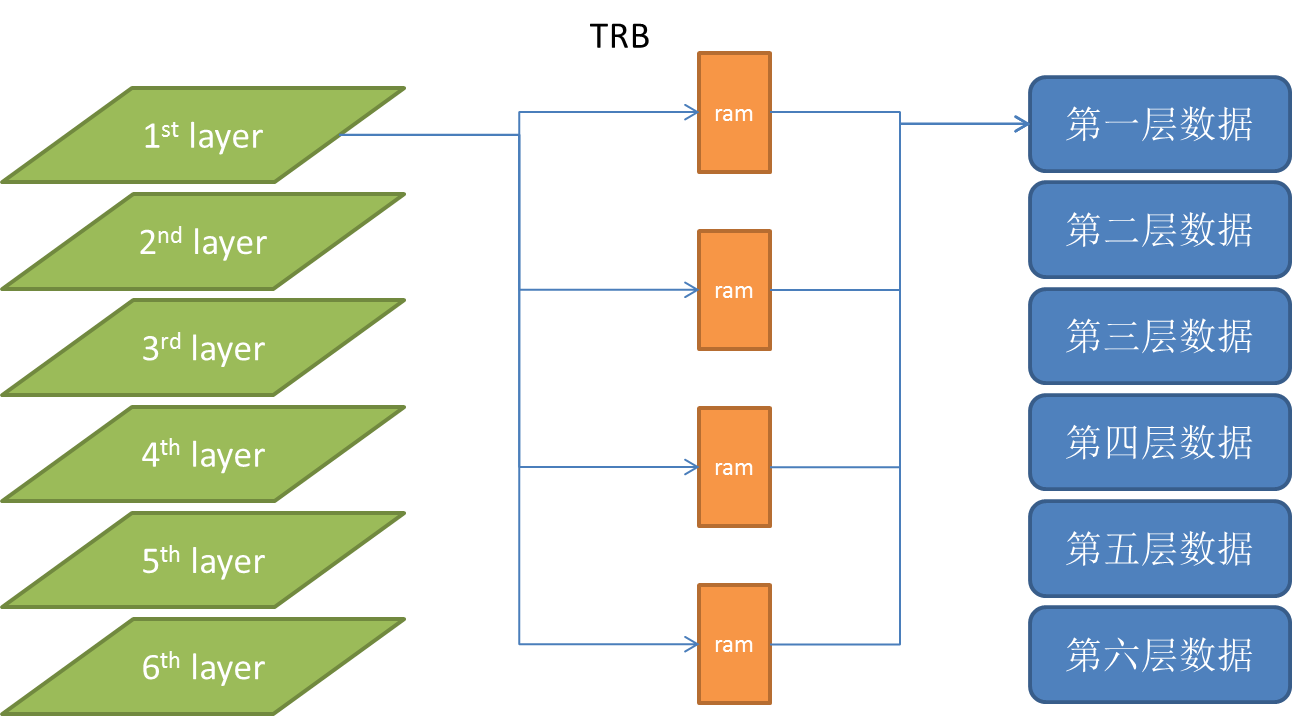 TRB
1st layer
2nd layer
3rd layer
4th layer
5th layer
6th layer
ram
ram
ram
ram
第一层数据
第二层数据
第三层数据
第四层数据
第五层数据
第六层数据